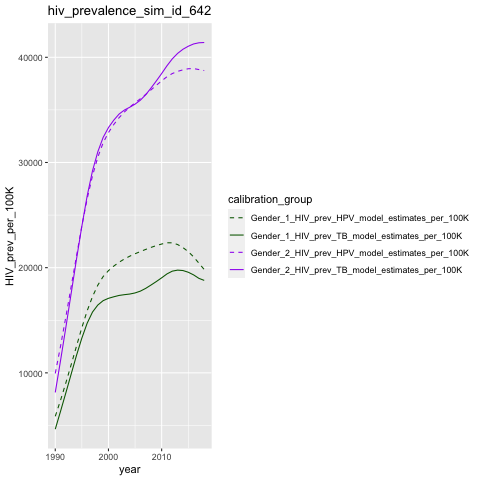 hiv_prevalence_sim_id_642
HIV_prev_per_100K
40000
30000
20000
10000
1990
2000
2010
year
calibration_group
Gender_1_HIV_prev_HPV_model_estimates_per_100K
Gender_1_HIV_prev_TB_model_estimates_per_100K
Gender_2_HIV_prev_HPV_model_estimates_per_100K
Gender_2_HIV_prev_TB_model_estimates_per_100K